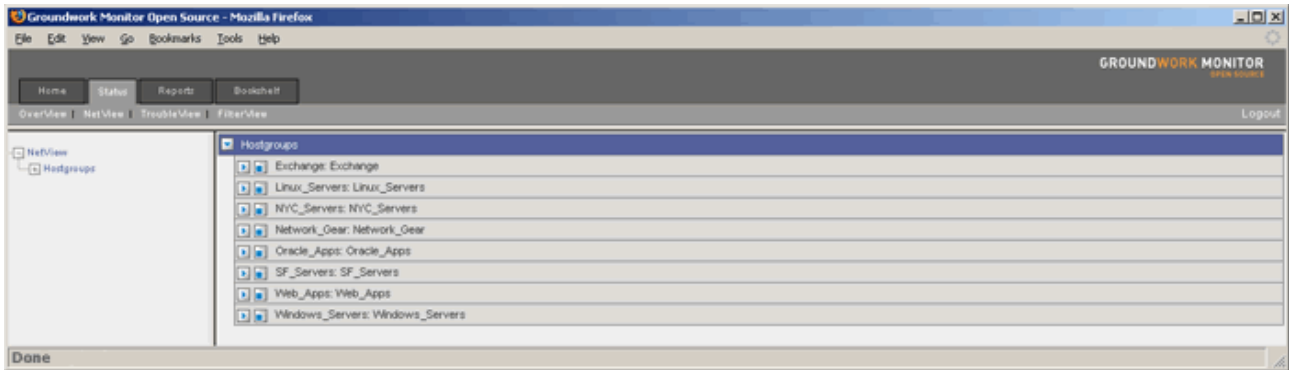 Groundwork Monitor Open Source - Mozilla Firefox
File Edit View Go Bookmarks Tools Help
GROUNDWORK MONITOR
OPEN SOURCE
Home Status Reports Bookshelf
OverView | NetView | TroubleView | FilterView Logout
NetView
Hostgroups
Hostgroups
Exchange: Exchange
Linux_Servers: Linux_Servers
NYC_Servers: NYC_Servers
Network_Gear: Network_Gear
Oracle_Apps: Oracle_Apps
SF_Servers: SF_Servers
Web_Apps: Web_Apps
Windows_Servers: Windows_Servers
Done